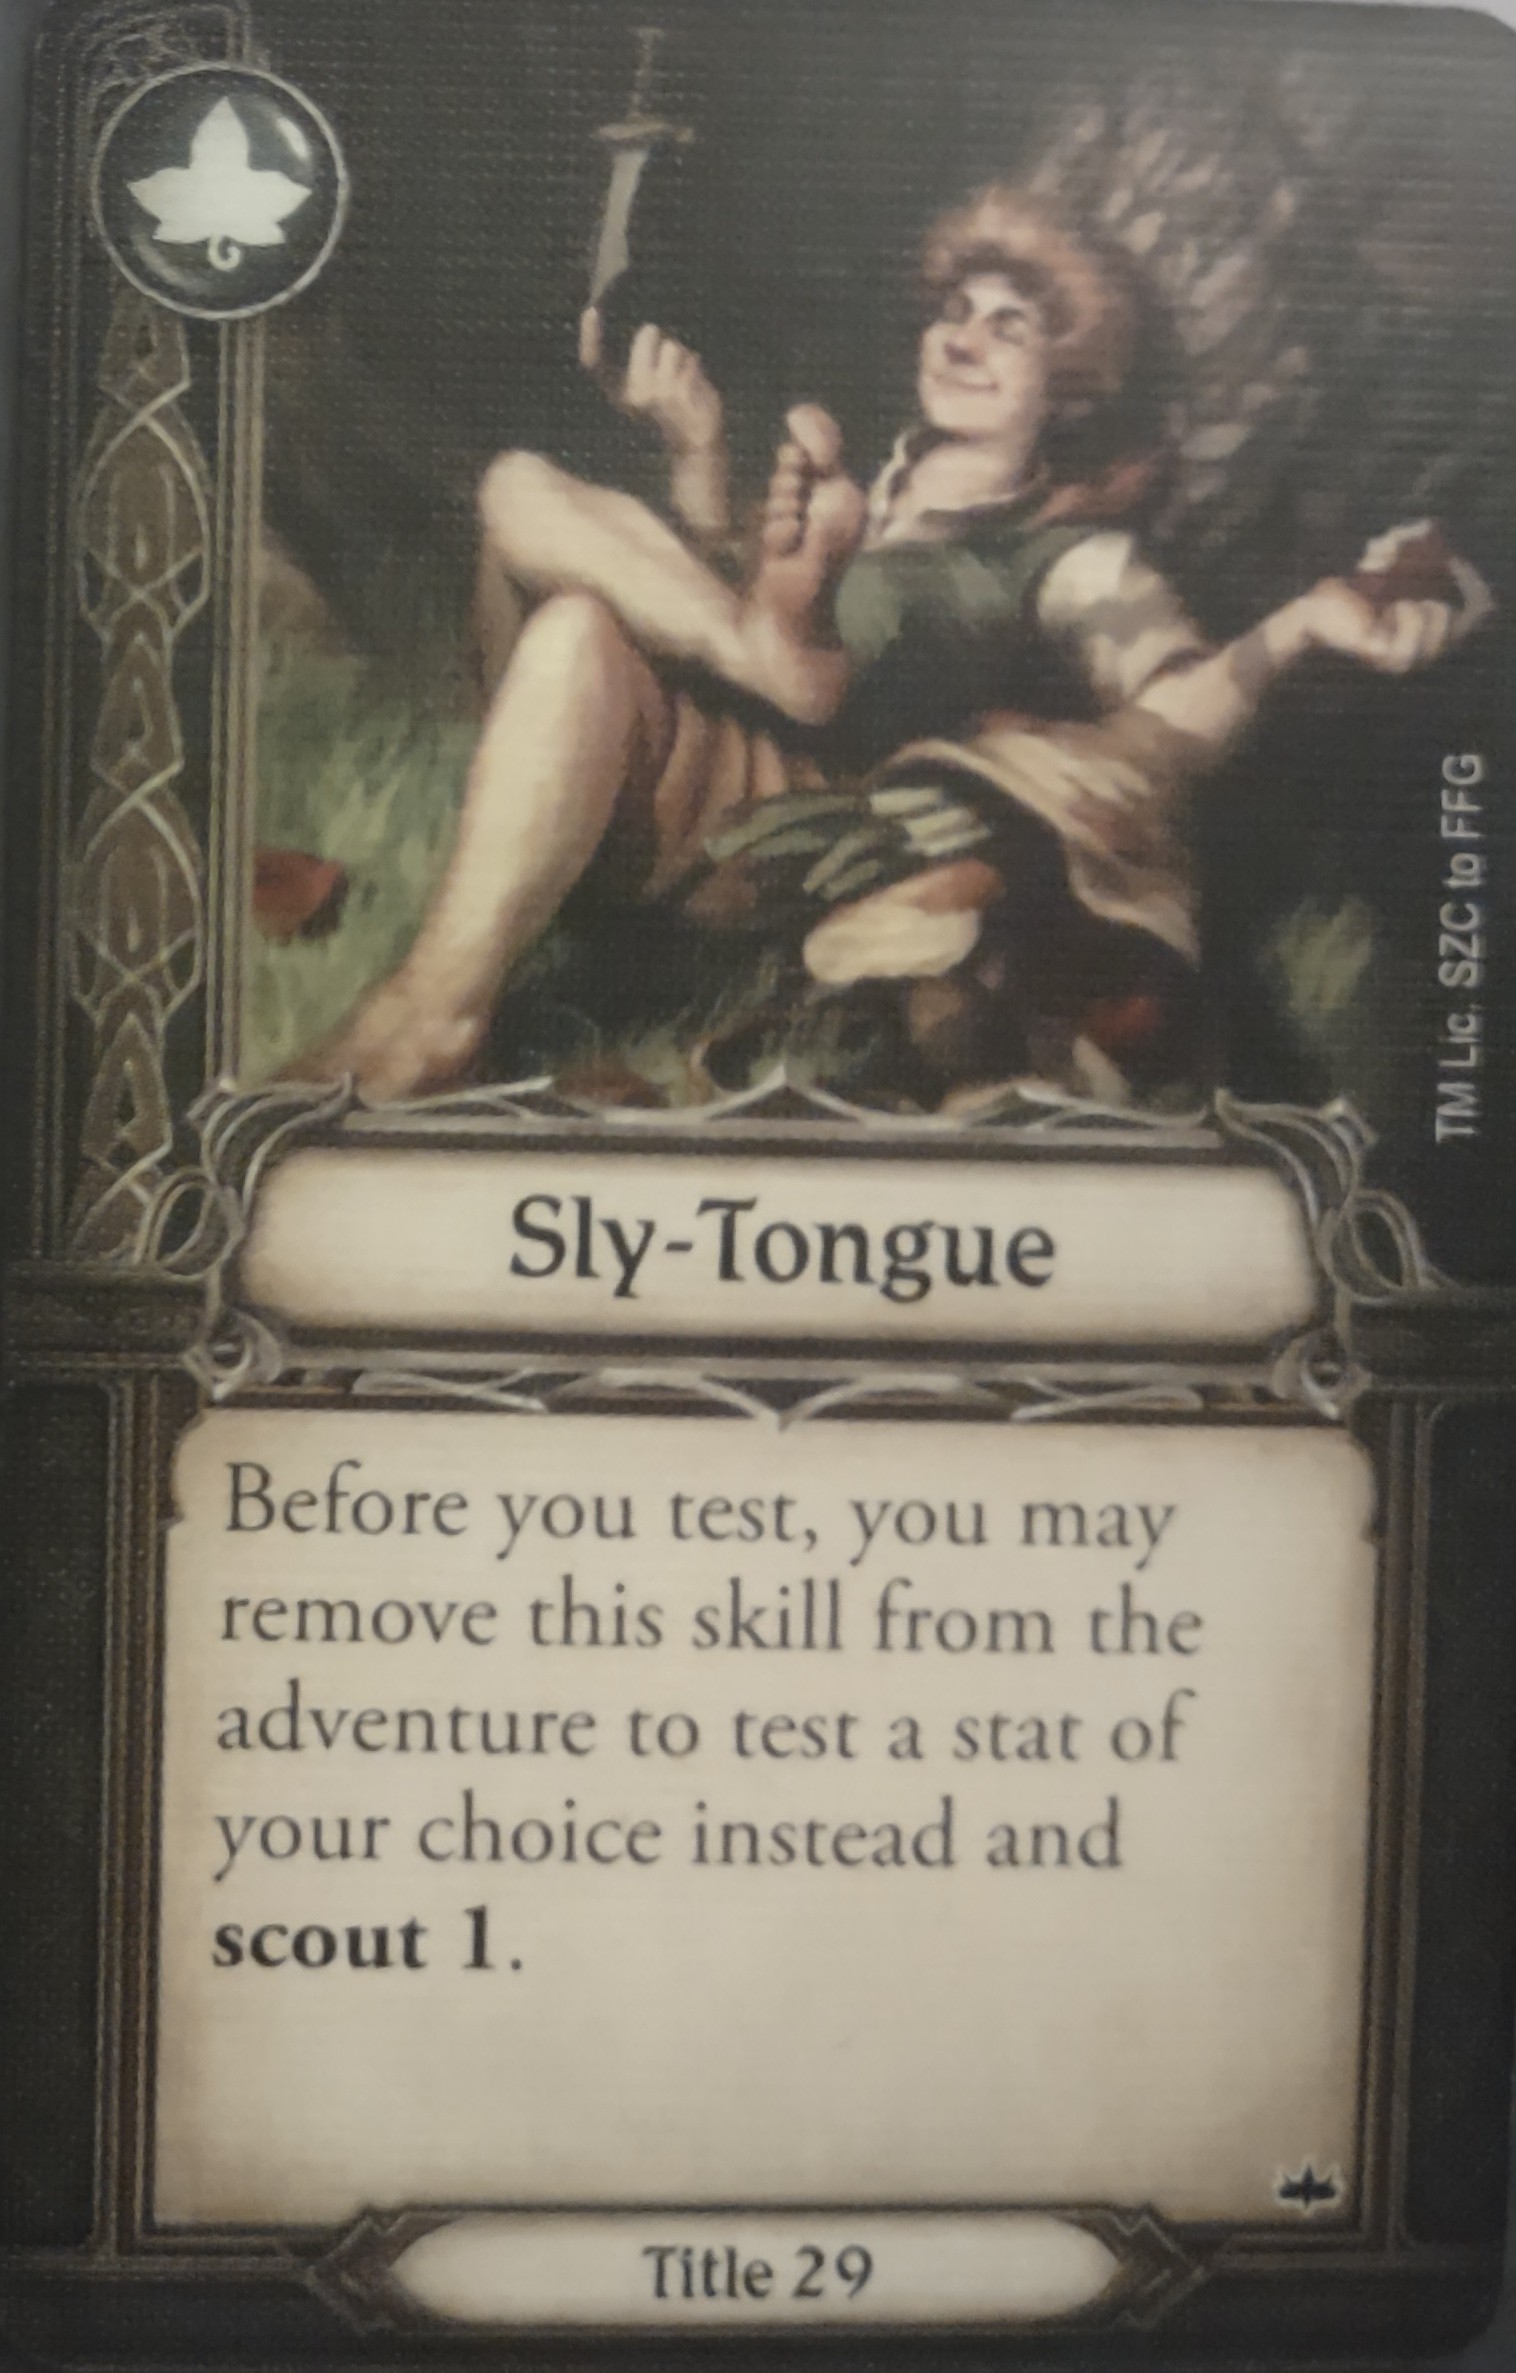 TM Lic. SZC to FFG
Sly-Tongue
Before you test, you may
remove this skill from the
adventure to test a stat of
your choice instead and
scout 1.
Title 29